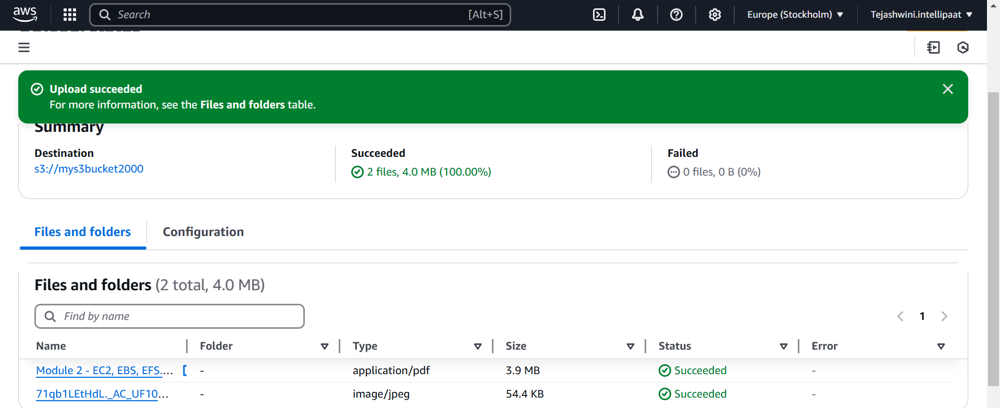 aws Search [Alt+S] Europe (Stockholm) Tejashwini.intellipaat
Upload succeeded
For more information, see the Files and folders table.
Summary
Destination Succeeded Failed
s3://mys3bucket2000 2 files, 4.0 MB (100.00%) 0 files, 0 B (0%)
Files and folders Configuration
Files and folders (2 total, 4.0 MB)
Find by name 1
Name Folder Type Size Status Error
Module 2 - EC2, EBS, EFS.... - application/pdf 3.9 MB Succeeded -
71qb1LEtHdL._AC_UF10... - image/jpeg 54.4 KB Succeeded -